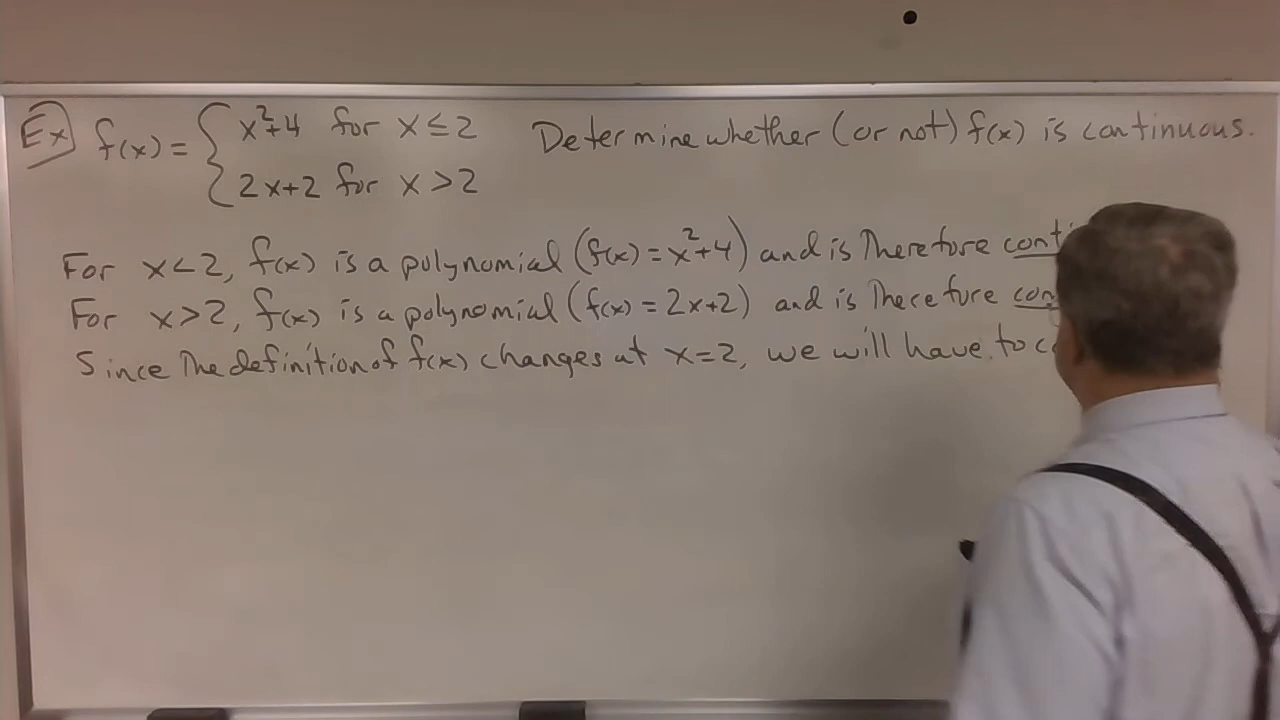 Ex f(x) = { x²+4 for x ≤ 2 Determine whether (or not) f(x) is continuous.
2x+2 for x > 2
For x < 2, f(x) is a polynomial (f(x) = x²+4) and is Therefore
For x > 2, f(x) is a polynomial (f(x) = 2x+2) and is Therefore
Since The definition of f(x) changes at x = 2, we will have to